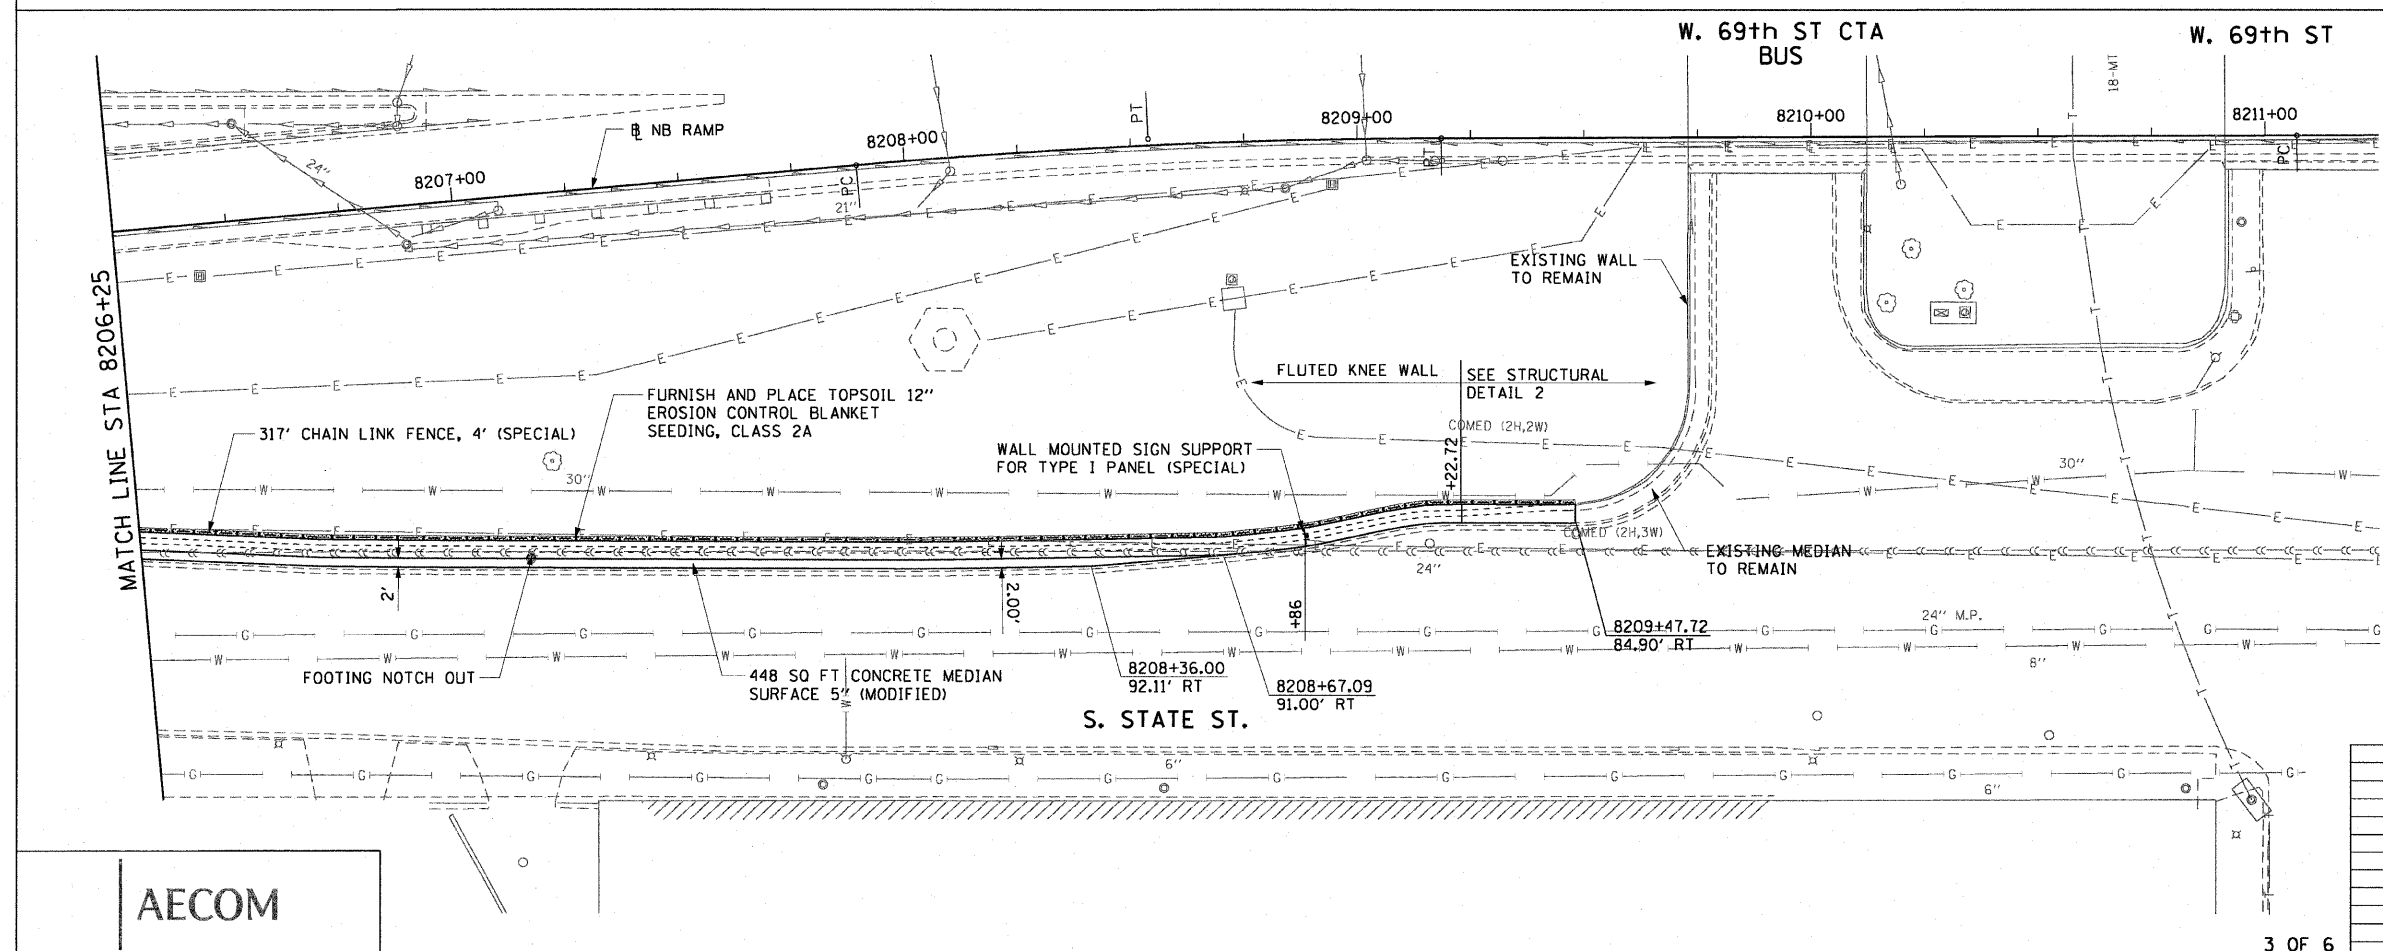 W. 69th ST CTA
BUS
W. 69th ST
18-MT
PT
8209+00
8210+00
8211+00
℄ NB RAMP
8208+00
PT
PC
24"
8207+00
PC
21"
EXISTING WALL
TO REMAIN
MATCH LINE STA 8206+25
FLUTED KNEE WALL
SEE STRUCTURAL
DETAIL 2
FURNISH AND PLACE TOPSOIL 12"
EROSION CONTROL BLANKET
SEEDING, CLASS 2A
317' CHAIN LINK FENCE, 4' (SPECIAL)
COMED (2H,2W)
WALL MOUNTED SIGN SUPPORT
FOR TYPE I PANEL (SPECIAL)
+22.72
30"
30"
COMED (2H,3W)
EXISTING MEDIAN
TO REMAIN
24"
2'
2.00'
+86
24" M.P.
8209+47.72
84.90' RT
8"
FOOTING NOTCH OUT
448 SQ FT CONCRETE MEDIAN
SURFACE 5" (MODIFIED)
8208+36.00
92.11' RT
8208+67.09
91.00' RT
S. STATE ST.
6"
6"
AECOM
3 OF 6